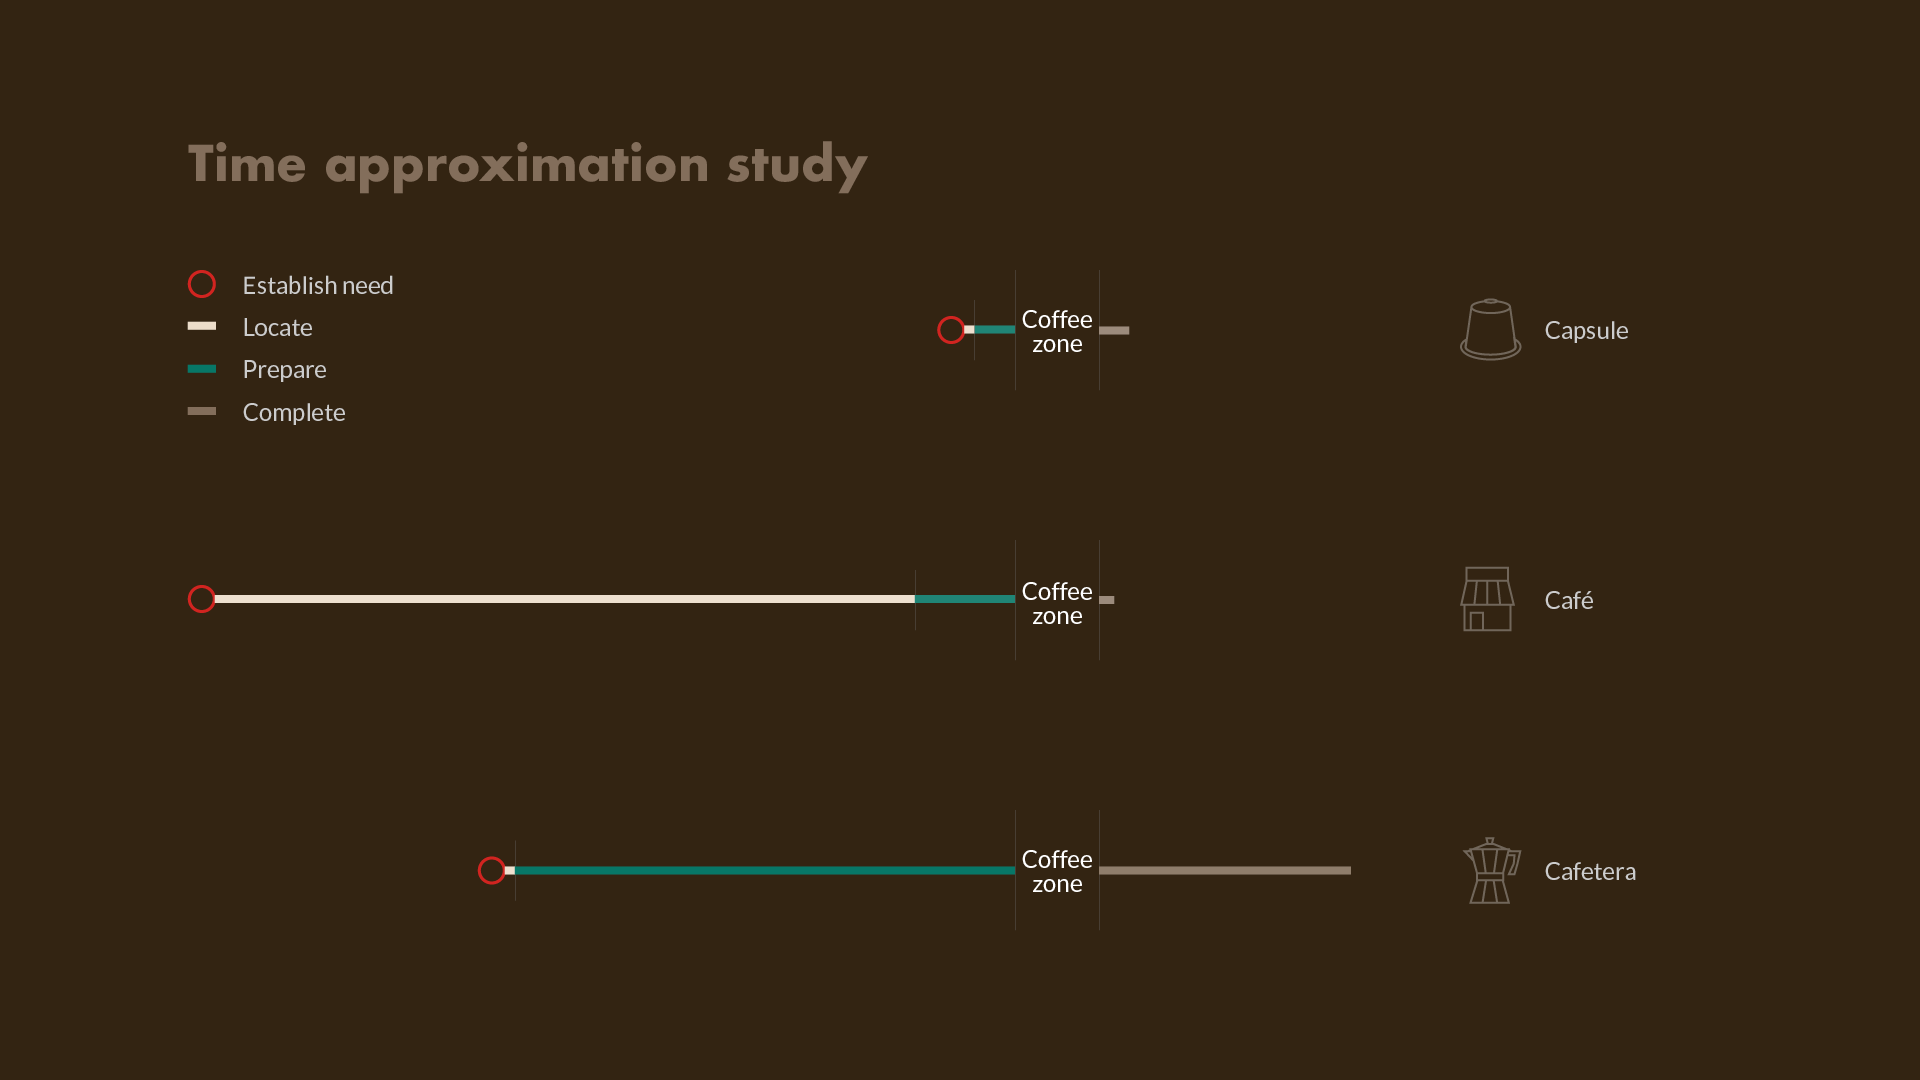 Time approximation study
Establish need
Locate
Prepare
Complete
Coffee
zone
Capsule
Coffee
zone
Café
Coffee
zone
Cafetera